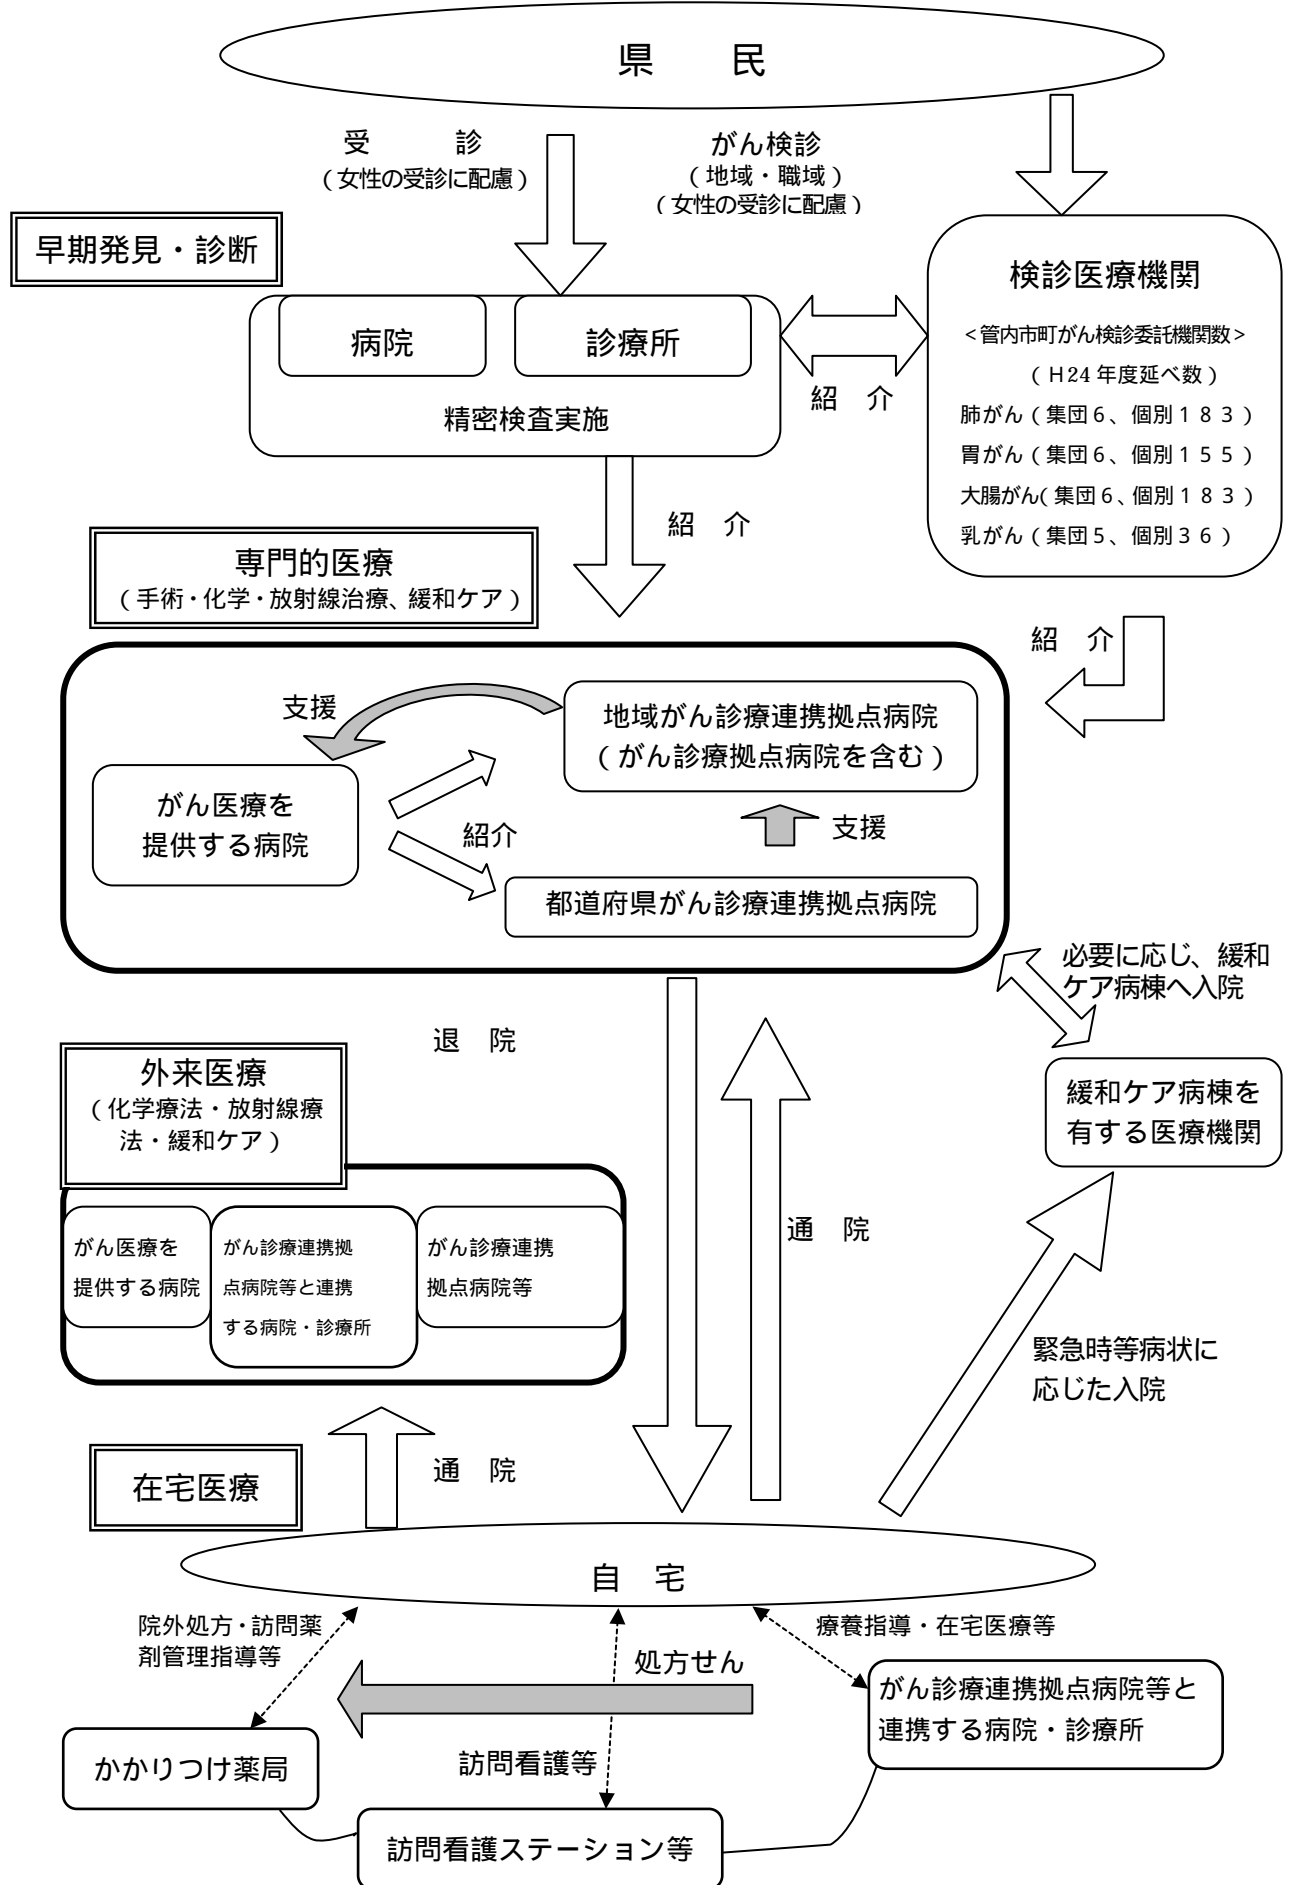 県　　民
受　　　診
（女性の受診に配慮）
がん検診
（地域・職域）
（女性の受診に配慮）
早期発見・診断
病院
診療所
精密検査実施
紹　介
検診医療機関
＜管内市町がん検診委託機関数＞
（Ｈ24年度延べ数）
肺がん（集団６、個別１８３）
胃がん（集団６、個別１５５）
大腸がん（集団６、個別１８３）
乳がん（集団５、個別３６）
紹　介
専門的医療
（手術・化学・放射線治療、緩和ケア）
紹　介
支援
地域がん診療連携拠点病院
（がん診療拠点病院を含む）
がん医療を
提供する病院
紹介
支援
都道府県がん診療連携拠点病院
必要に応じ、緩和
ケア病棟へ入院
退　院
外来医療
（化学療法・放射線療
法・緩和ケア）
緩和ケア病棟を
有する医療機関
がん医療を
提供する病院
がん診療連携拠
点病院等と連携
する病院・診療所
がん診療連携
拠点病院等
通　院
緊急時等病状に
応じた入院
在宅医療
通　院
自　宅
院外処方・訪問薬
剤管理指導等
療養指導・在宅医療等
処方せん
がん診療連携拠点病院等と
連携する病院・診療所
かかりつけ薬局
訪問看護等
訪問看護ステーション等